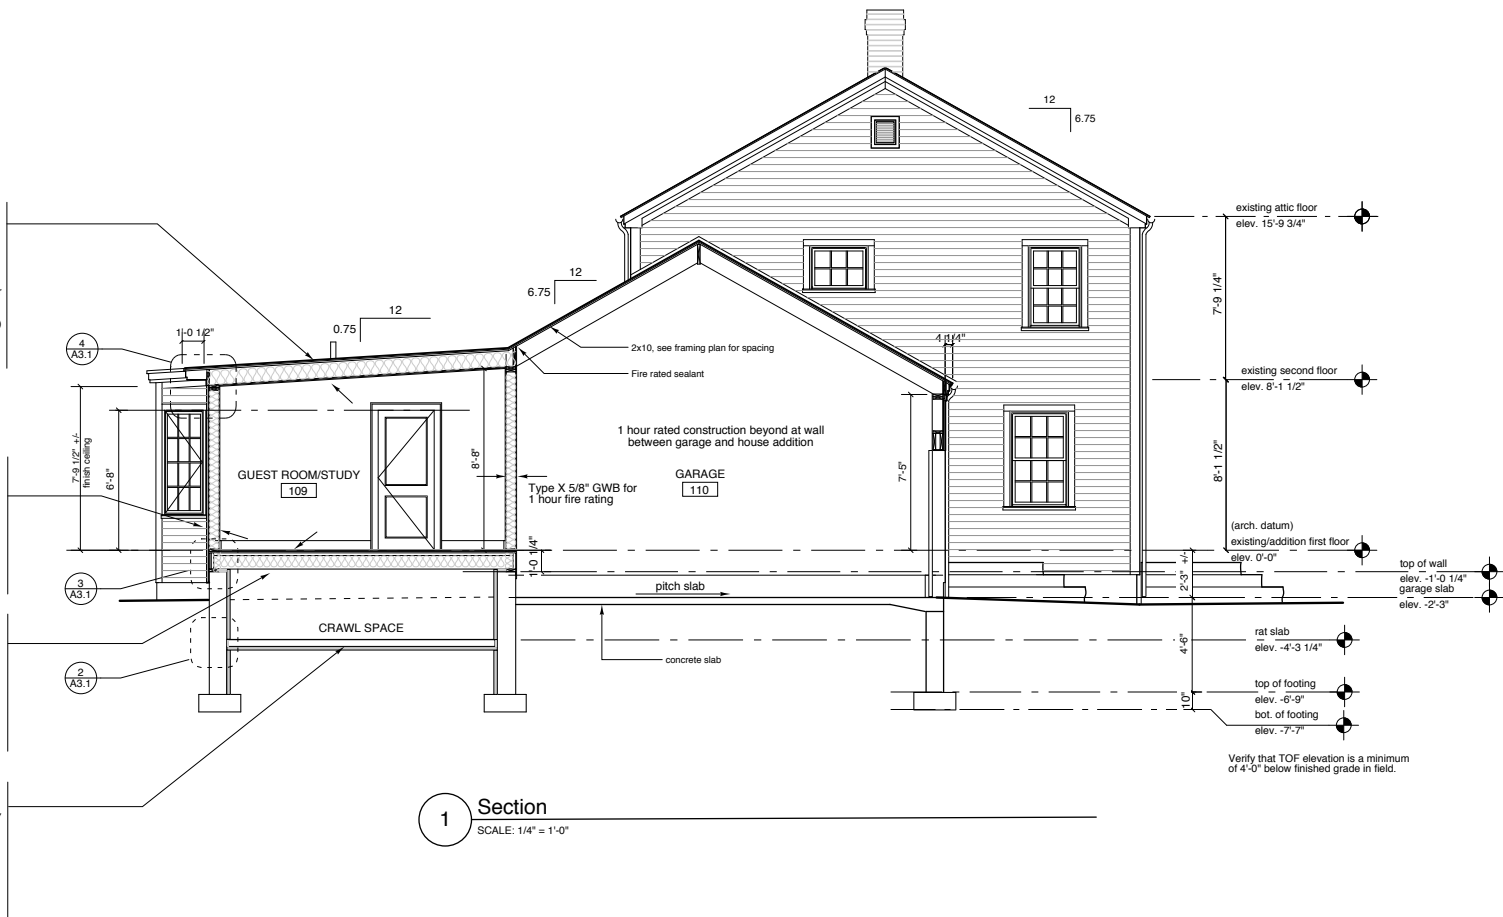 12
6.75
existing attic floor
elev. 15'-9 3/4"
7'-9 1/4"
12
6.75
12
0.75
1'-0 1/2"
4
A3.1
2x10, see framing plan for spacing
Fire rated sealant
4 1/4"
existing second floor
elev. 8'-1 1/2"
7'-9 1/2" +/-
finish ceiling
6'-8"
GUEST ROOM/STUDY
109
8'-8"
Type X 5/8" GWB for
1 hour fire rating
1 hour rated construction beyond at wall
between garage and house addition
GARAGE
110
7'-5"
8'-1 1/2"
(arch. datum)
existing/addition first floor
elev. 0'-0"
1'-0 1/4"
2'-3" +/-
top of wall
elev. -1'-0 1/4"
garage slab
elev. -2'-3"
3
A3.1
pitch slab
CRAWL SPACE
concrete slab
4'-6"
rat slab
elev. -4'-3 1/4"
2
A3.1
top of footing
elev. -6'-9"
10"
bot. of footing
elev. -7'-7"
Verify that TOF elevation is a minimum
of 4'-0" below finished grade in field.
1
Section
SCALE: 1/4" = 1'-0"